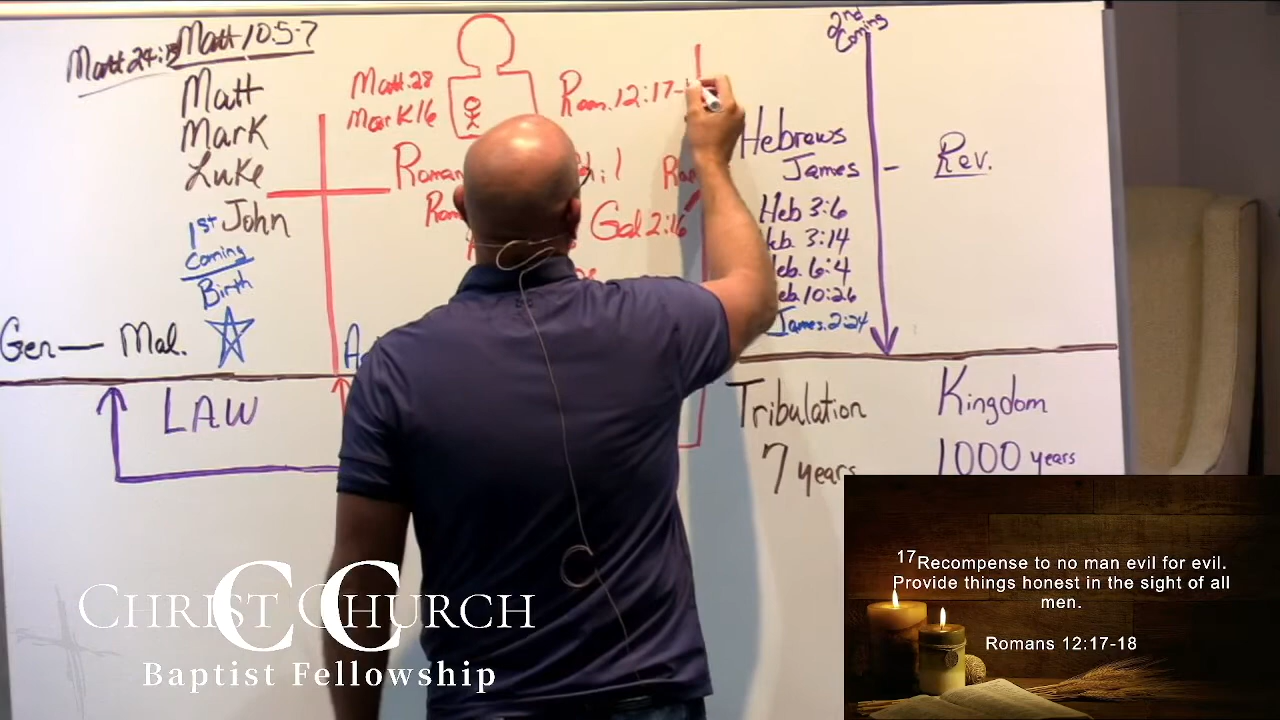 Matt 24:13 Matt 10:5-7
Matt
Mark
Luke
John
1st
Coming
Birth
Gen — Mal.
LAW
Matt. 28
Mark 16
Rom. 12:17-
Gal 2:16
2nd
Coming
Hebrews
James
Heb 3:6
Heb. 3:14
Heb. 6:4
Heb. 10:26
James. 2:24
Rev.
Tribulation
7 years
Kingdom
1000 years
CC
CHRIST CHURCH
Baptist Fellowship
17Recompense to no man evil for evil.
Provide things honest in the sight of all
men.
Romans 12:17-18